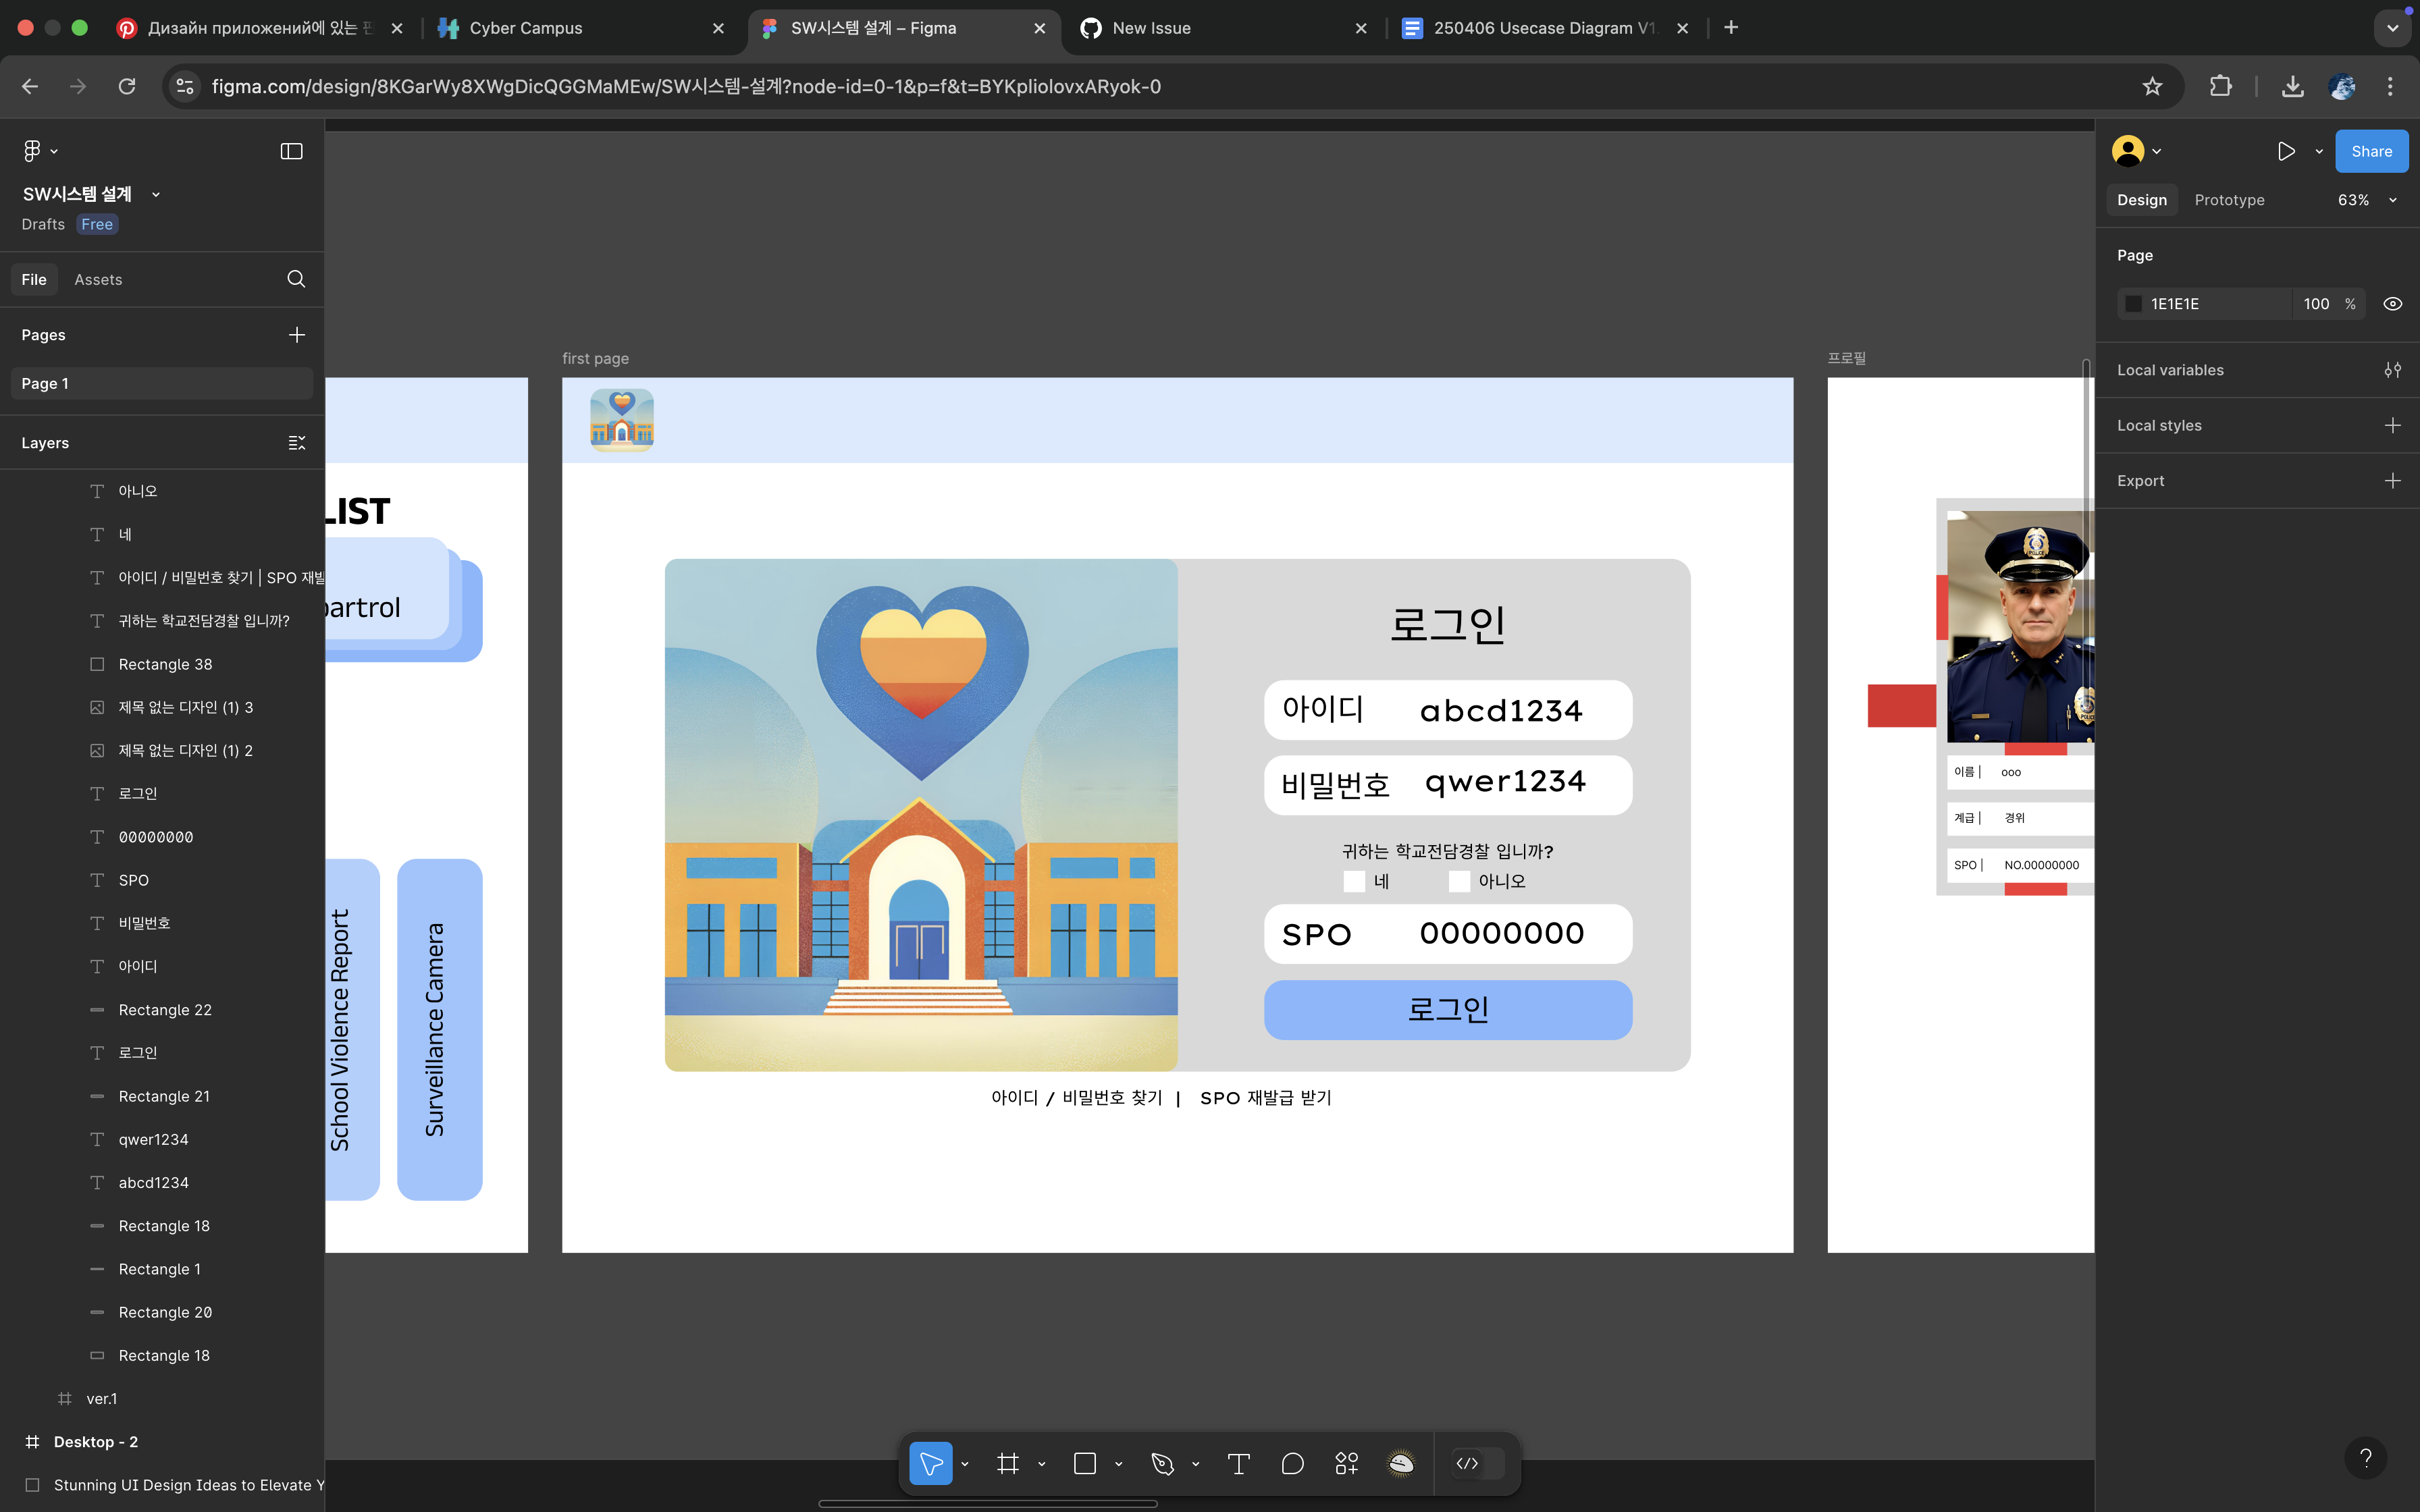 Дизайн приложений에 있는 핀
Cyber Campus
SW시스템 설계 – Figma
New Issue
250406 Usecase Diagram V1.
figma.com/design/8KGarWy8XWgDicQGGMaMEw/SW시스템-설계?node-id=0-1&p=f&t=BYKpIiolovxARyok-0
SW시스템 설계
Drafts Free
File Assets
Pages
Page 1
Layers
아니오
네
아이디 / 비밀번호 찾기 | SPO 재발
귀하는 학교전담경찰 입니까?
Rectangle 38
제목 없는 디자인 (1) 3
제목 없는 디자인 (1) 2
로그인
00000000
SPO
비밀번호
아이디
Rectangle 22
로그인
Rectangle 21
qwer1234
abcd1234
Rectangle 18
Rectangle 1
Rectangle 20
Rectangle 18
ver.1
Desktop - 2
Stunning UI Design Ideas to Elevate Y
LIST
partrol
School Violence Report
Surveillance Camera
first page
로그인
아이디 abcd1234
비밀번호 qwer1234
귀하는 학교전담경찰 입니까?
네 아니오
SPO 00000000
로그인
아이디 / 비밀번호 찾기 | SPO 재발급 받기
프로필
POLICE
이름 | ooo
계급 | 경위
SPO | NO.00000000
Share
Design Prototype 63%
Page
1E1E1E 100 %
Local variables
Local styles
Export
?